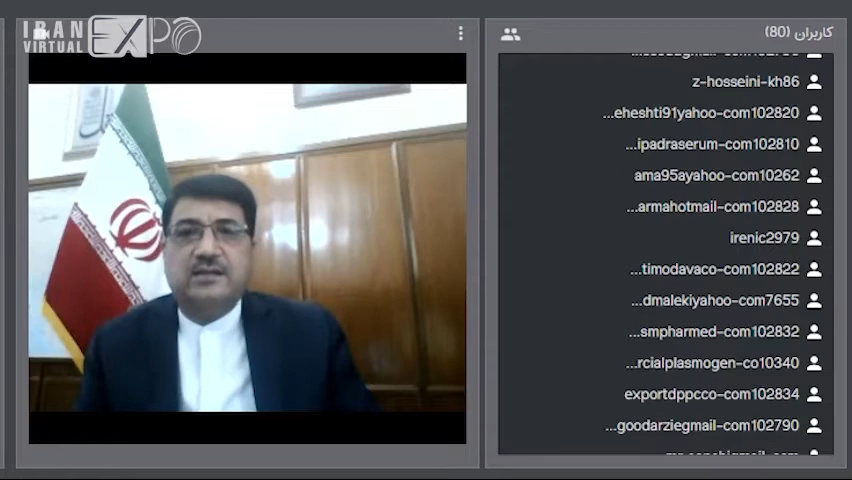 IRAN
VIRTUAL EXPO
کاربران (80)
z-hosseini-kh86
...eheshti91yahoo-com102820
...ipadraserum-com102810
ama95ayahoo-com10262
...armahotmail-com102828
irenic2979
...timodavaco-com102822
...dmalekiyahoo-com7655
...smpharmed-com102832
...rcialplasmogen-co10340
exportdppcco-com102834
...goodarziegmail-com102790